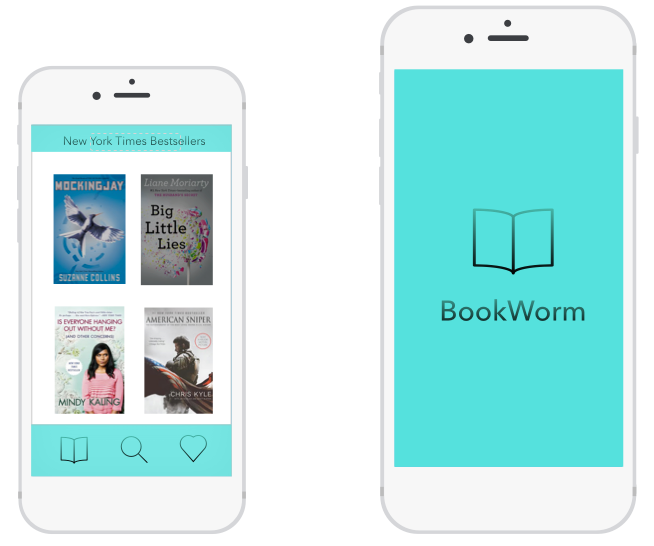 New York Times Bestsellers
MOCKINGJAY
SUZANNE COLLINS
Liane Moriarty
Big
Little
Lies
IS EVERYONE HANGING
OUT WITHOUT ME?
(AND OTHER CONCERNS)
MINDY KALING
AMERICAN SNIPER
CHRIS KYLE
BookWorm